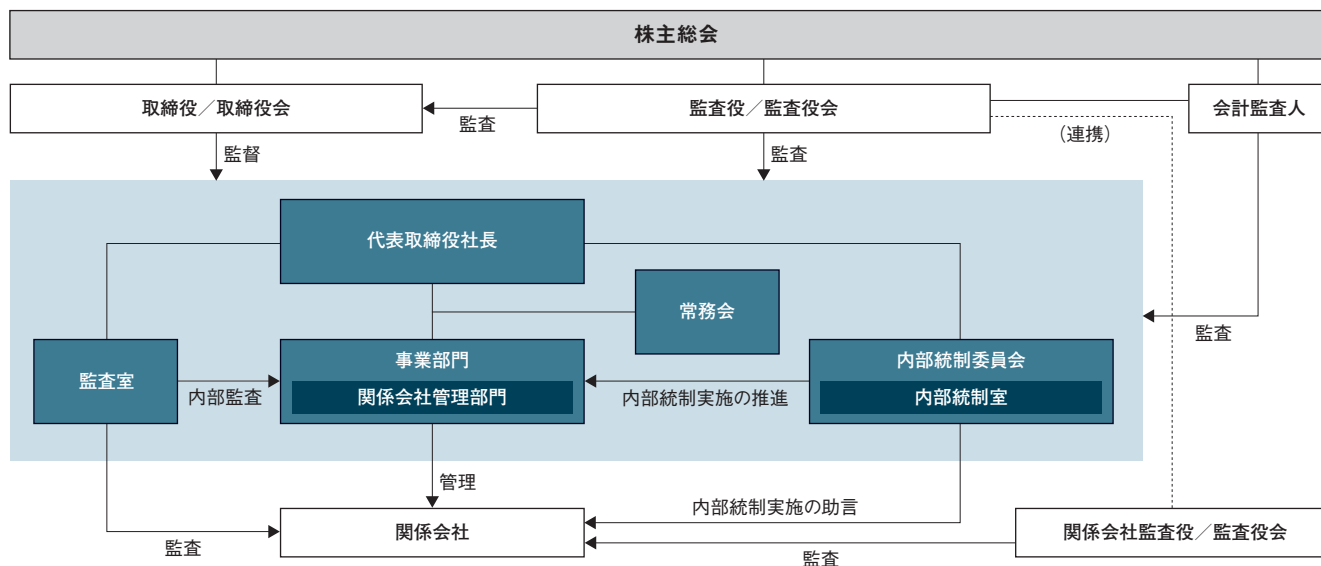 株主総会
取締役／取締役会
監査
監査役／監査役会
（連携）
会計監査人
監督
監査
代表取締役社長
常務会
監査
監査室
内部監査
事業部門
関係会社管理部門
内部統制実施の推進
内部統制委員会
内部統制室
管理
内部統制実施の助言
監査
関係会社
監査
関係会社監査役／監査役会